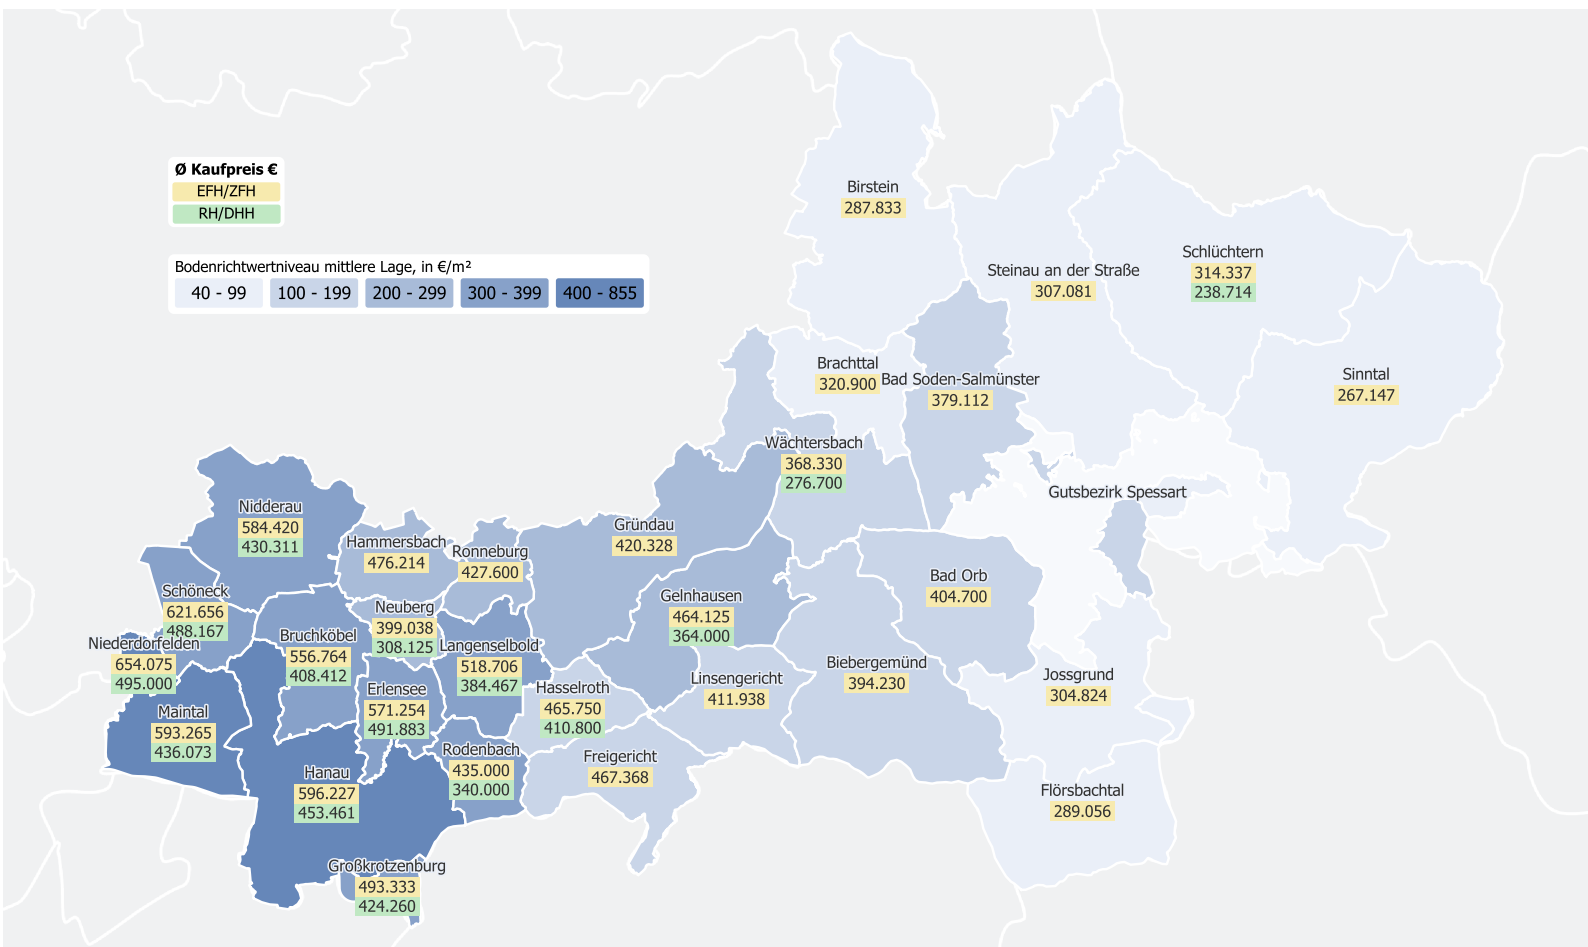 Ø Kaufpreis €
EFH/ZFH
RH/DHH
Bodenrichtwertniveau mittlere Lage, in €/m²
40 - 99
100 - 199
200 - 299
300 - 399
400 - 855
Birstein
287.833
Steinau an der Straße
307.081
Schlüchtern
314.337
238.714
Brachttal
320.900
Bad Soden-Salmünster
379.112
Sinntal
267.147
Wächtersbach
368.330
276.700
Gutsbezirk Spessart
Nidderau
584.420
430.311
Hammersbach
476.214
Ronneburg
427.600
Gründau
420.328
Bad Orb
404.700
Schöneck
621.656
488.167
Neuberg
399.038
308.125
Gelnhausen
464.125
364.000
Niederdorfelden
654.075
495.000
Bruchköbel
556.764
408.412
Langenselbold
518.706
384.467
Biebergemünd
394.230
Jossgrund
304.824
Linsengericht
411.938
Erlensee
571.254
491.883
Hasselroth
465.750
410.800
Maintal
593.265
436.073
Rodenbach
435.000
340.000
Freigericht
467.368
Hanau
596.227
453.461
Flörsbachtal
289.056
Großkrotzenburg
493.333
424.260